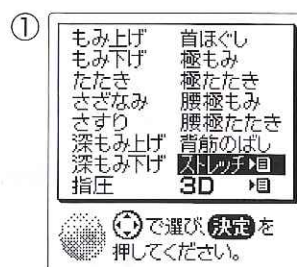 ①
もみ上げ 首ほぐし
もみ下げ 極もみ
たたき 極たたき
さざなみ 腰極もみ
さすり 腰極たたき
深もみ上げ 背筋のばし
深もみ下げ ストレッチ
指圧 3D
で選び、決定を
押してください。